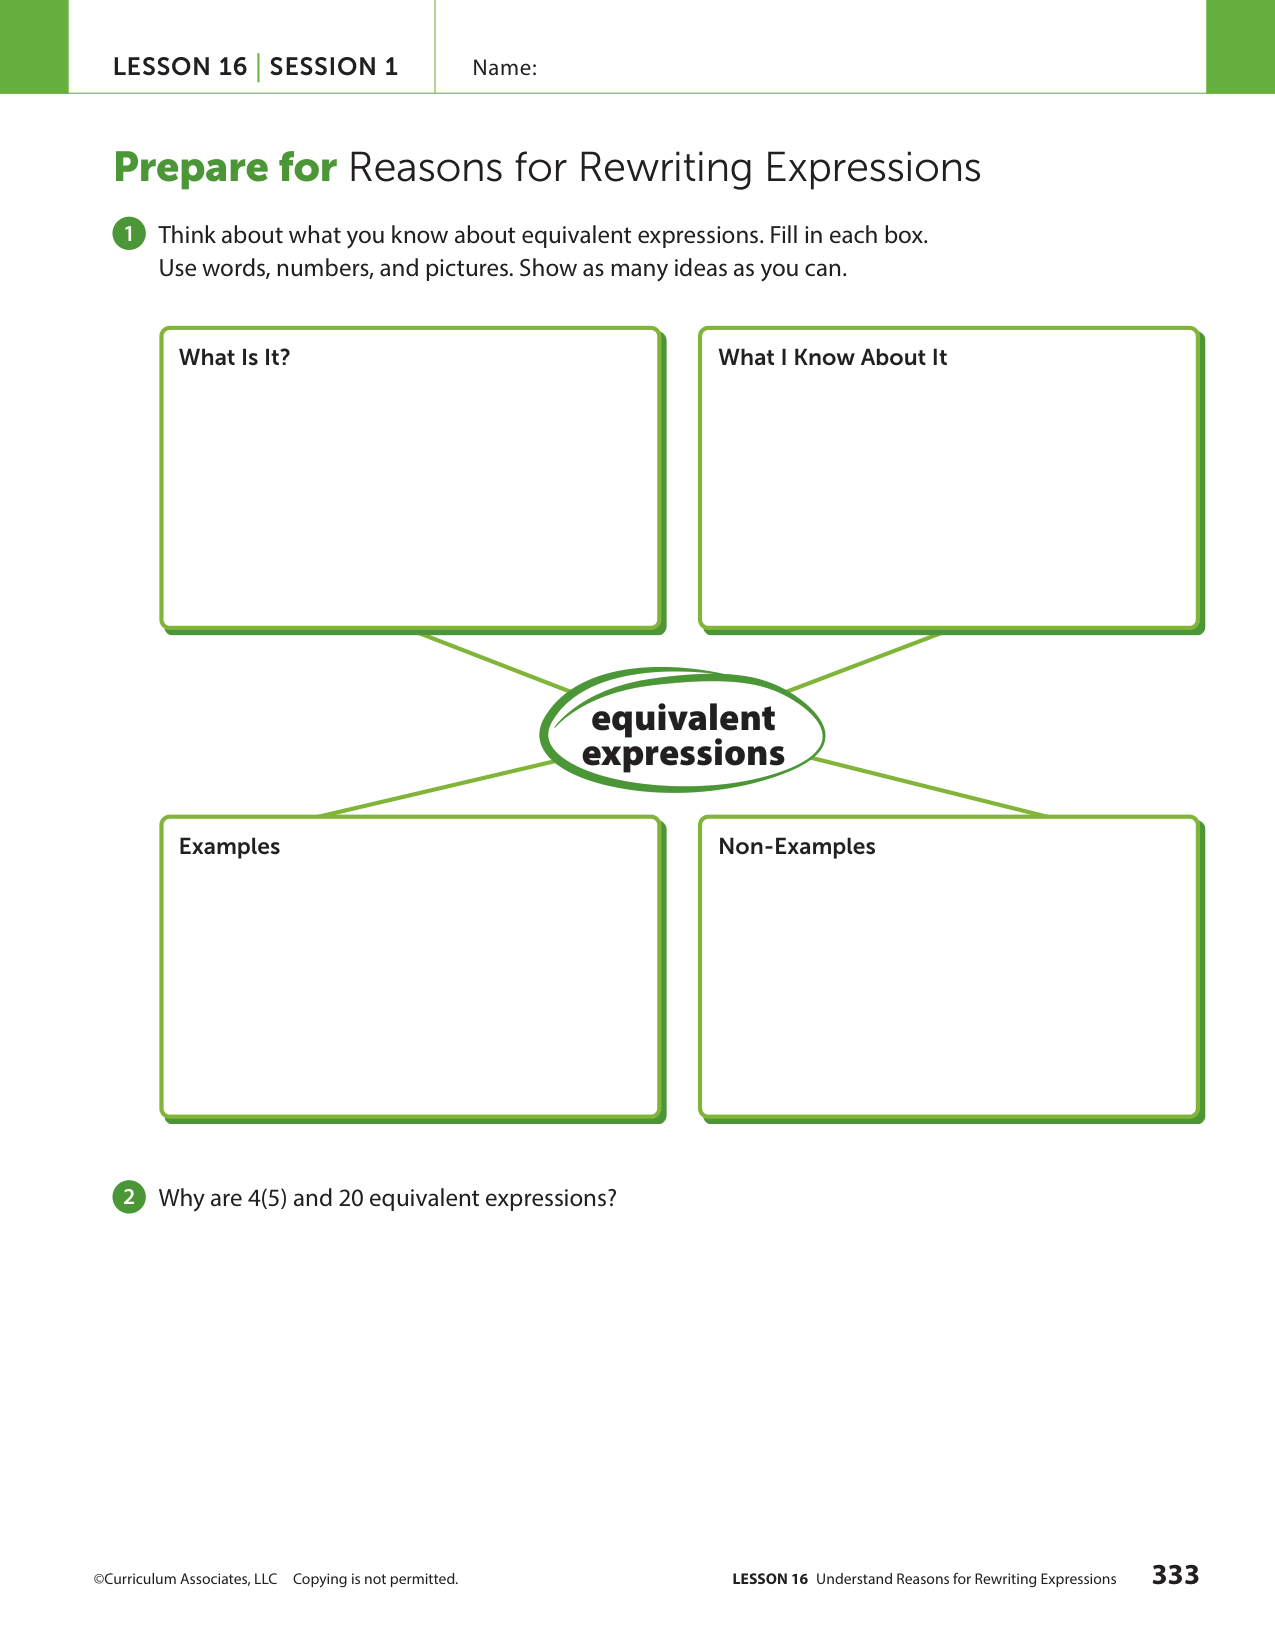 LESSON 16 | SESSION 1
Name:
Prepare for Reasons for Rewriting Expressions
1 Think about what you know about equivalent expressions. Fill in each box.
Use words, numbers, and pictures. Show as many ideas as you can.
What Is It?
What I Know About It
equivalent
expressions
Examples
Non-Examples
2 Why are 4(5) and 20 equivalent expressions?
©Curriculum Associates, LLC Copying is not permitted.
LESSON 16 Understand Reasons for Rewriting Expressions 333